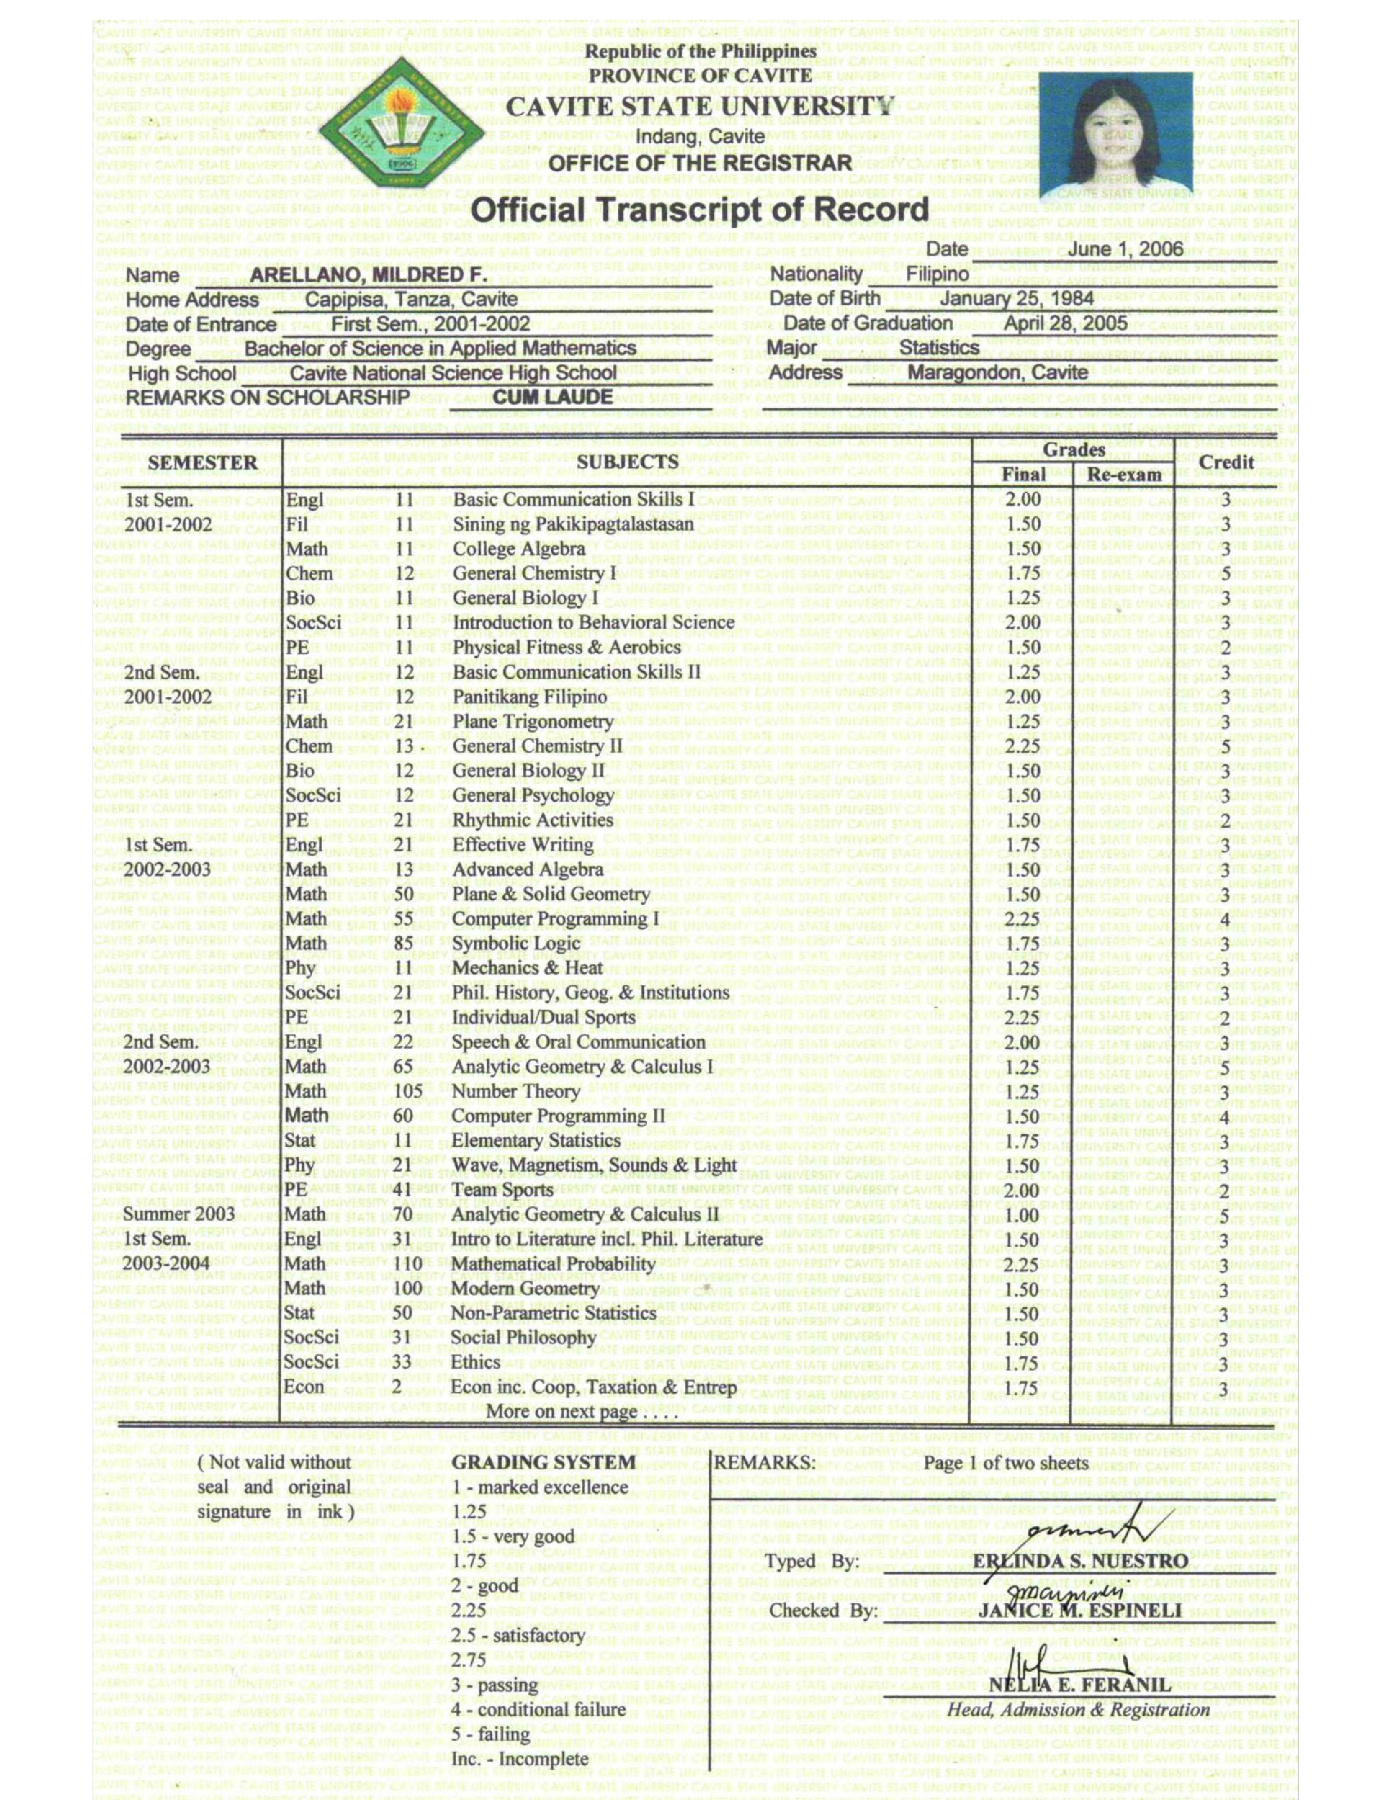 Republic of the Philippines
PROVINCE OF CAVITE
CAVITE STATE UNIVERSITY
Indang, Cavite
OFFICE OF THE REGISTRAR
Official Transcript of Record
Date June 1, 2006
Name ARELLANO, MILDRED F. Nationality Filipino
Home Address Capipisa, Tanza, Cavite Date of Birth January 25, 1984
Date of Entrance First Sem., 2001-2002 Date of Graduation April 28, 2005
Degree Bachelor of Science in Applied Mathematics Major Statistics
High School Cavite National Science High School Address Maragondon, Cavite
REMARKS ON SCHOLARSHIP CUM LAUDE
SEMESTER SUBJECTS Grades Credit
Final Re-exam
1st Sem. Engl 11 Basic Communication Skills I 2.00 3
2001-2002 Fil 11 Sining ng Pakikipagtalastasan 1.50 3
Math 11 College Algebra 1.50 3
Chem 12 General Chemistry I 1.75 5
Bio 11 General Biology I 1.25 3
SocSci 11 Introduction to Behavioral Science 2.00 3
PE 11 Physical Fitness & Aerobics 1.50 2
2nd Sem. Engl 12 Basic Communication Skills II 1.25 3
2001-2002 Fil 12 Panitikang Filipino 2.00 3
Math 21 Plane Trigonometry 1.25 3
Chem 13 General Chemistry II 2.25 5
Bio 12 General Biology II 1.50 3
SocSci 12 General Psychology 1.50 3
PE 21 Rhythmic Activities 1.50 2
1st Sem. Engl 21 Effective Writing 1.75 3
2002-2003 Math 13 Advanced Algebra 1.50 3
Math 50 Plane & Solid Geometry 1.50 3
Math 55 Computer Programming I 2.25 4
Math 85 Symbolic Logic 1.75 3
Phy 11 Mechanics & Heat 1.25 3
SocSci 21 Phil. History, Geog. & Institutions 1.75 3
PE 21 Individual/Dual Sports 2.25 2
2nd Sem. Engl 22 Speech & Oral Communication 2.00 3
2002-2003 Math 65 Analytic Geometry & Calculus I 1.25 5
Math 105 Number Theory 1.25 3
Math 60 Computer Programming II 1.50 4
Stat 11 Elementary Statistics 1.75 3
Phy 21 Wave, Magnetism, Sounds & Light 1.50 3
PE 41 Team Sports 2.00 2
Summer 2003 Math 70 Analytic Geometry & Calculus II 1.00 5
1st Sem. Engl 31 Intro to Literature incl. Phil. Literature 1.50 3
2003-2004 Math 110 Mathematical Probability 2.25 3
Math 100 Modern Geometry 1.50 3
Stat 50 Non-Parametric Statistics 1.50 3
SocSci 31 Social Philosophy 1.50 3
SocSci 33 Ethics 1.75 3
Econ 2 Econ inc. Coop, Taxation & Entrep 1.75 3
More on next page . . . .
( Not valid without
seal and original
signature in ink )
GRADING SYSTEM
1 - marked excellence
1.25
1.5 - very good
1.75
2 - good
2.25
2.5 - satisfactory
2.75
3 - passing
4 - conditional failure
5 - failing
Inc. - Incomplete
REMARKS: Page 1 of two sheets
Typed By: ERLINDA S. NUESTRO
Checked By: JANICE M. ESPINELI
NELIA E. FERANIL
Head, Admission & Registration